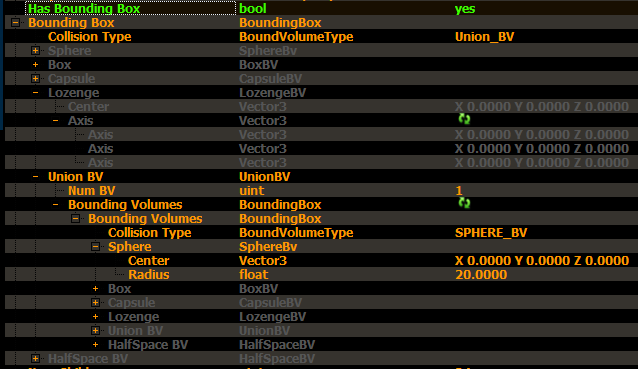 Has Bounding Box bool yes
Bounding Box BoundingBox
Collision Type BoundVolumeType Union_BV
Sphere SphereBv
Box BoxBV
Capsule CapsuleBV
Lozenge LozengeBV
Center Vector3 X 0.0000 Y 0.0000 Z 0.0000
Axis Vector3
Axis Vector3 X 0.0000 Y 0.0000 Z 0.0000
Axis Vector3 X 0.0000 Y 0.0000 Z 0.0000
Axis Vector3 X 0.0000 Y 0.0000 Z 0.0000
Union BV UnionBV
Num BV uint 1
Bounding Volumes BoundingBox
Bounding Volumes BoundingBox
Collision Type BoundVolumeType SPHERE_BV
Sphere SphereBv
Center Vector3 X 0.0000 Y 0.0000 Z 0.0000
Radius float 20.0000
Box BoxBV
Capsule CapsuleBV
Lozenge LozengeBV
Union BV UnionBV
HalfSpace BV HalfSpaceBV
HalfSpace BV HalfSpaceBV